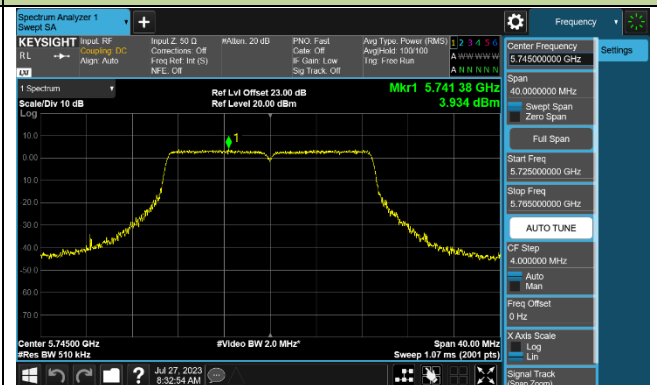 Spectrum Analyzer 1
Swept SA
+
Frequency
KEYSIGHT
Input: RF
Coupling: DC
Align: Auto
Input Z: 50 Ω
Corrections: Off
Freq Ref: Int (S)
NFE: Off
#Atten: 20 dB
PNO: Fast
Gate: Off
IF Gain: Low
Sig Track: Off
Avg Type: Power (RMS)
Avg|Hold: 100/100
Trig: Free Run
1 2 3 4 5 6
A W W W W W
A N N N N N
RL
LXI
1 Spectrum
Scale/Div 10 dB
Log
Ref Lvl Offset 23.00 dB
Ref Level 20.00 dBm
Mkr1 5.741 38 GHz
3.934 dBm
1
10.0
0.00
10.0
20.0
30.0
40.0
-50.0
60.0
70.0
Center 5.74500 GHz
#Res BW 510 kHz
#Video BW 2.0 MHz*
Span 40.00 MHz
Sweep 1.07 ms (2001 pts)
Jul 27, 2023
8:32:54 AM
?
Center Frequency
5.745000000 GHz
Settings
Span
40.0000000 MHz
Swept Span
Zero Span
Full Span
Start Freq
5.725000000 GHz
Stop Freq
5.765000000 GHz
AUTO TUNE
CF Step
4.000000 MHz
Auto
Man
Freq Offset
0 Hz
X Axis Scale
Log
Lin
Signal Track
(Span Zoom)